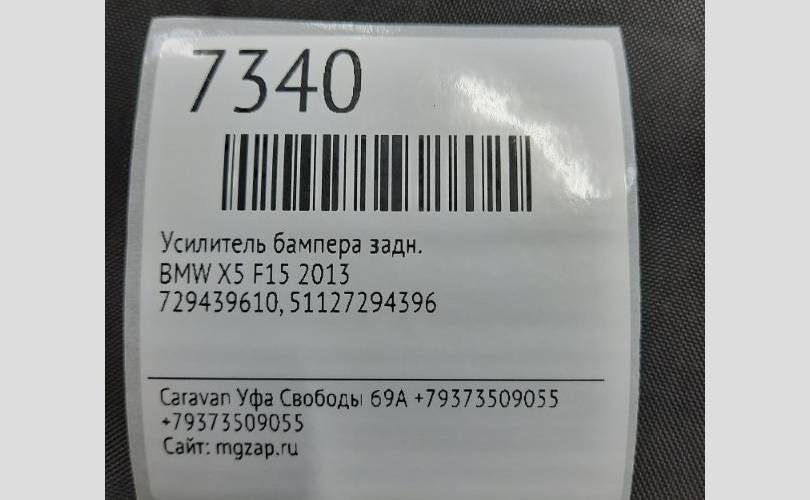 7340
Усилитель бампера задн.
BMW X5 F15 2013
729439610, 51127294396
Caravan Уфа Свободы 69А +79373509055
+79373509055
Сайт: mgzap.ru